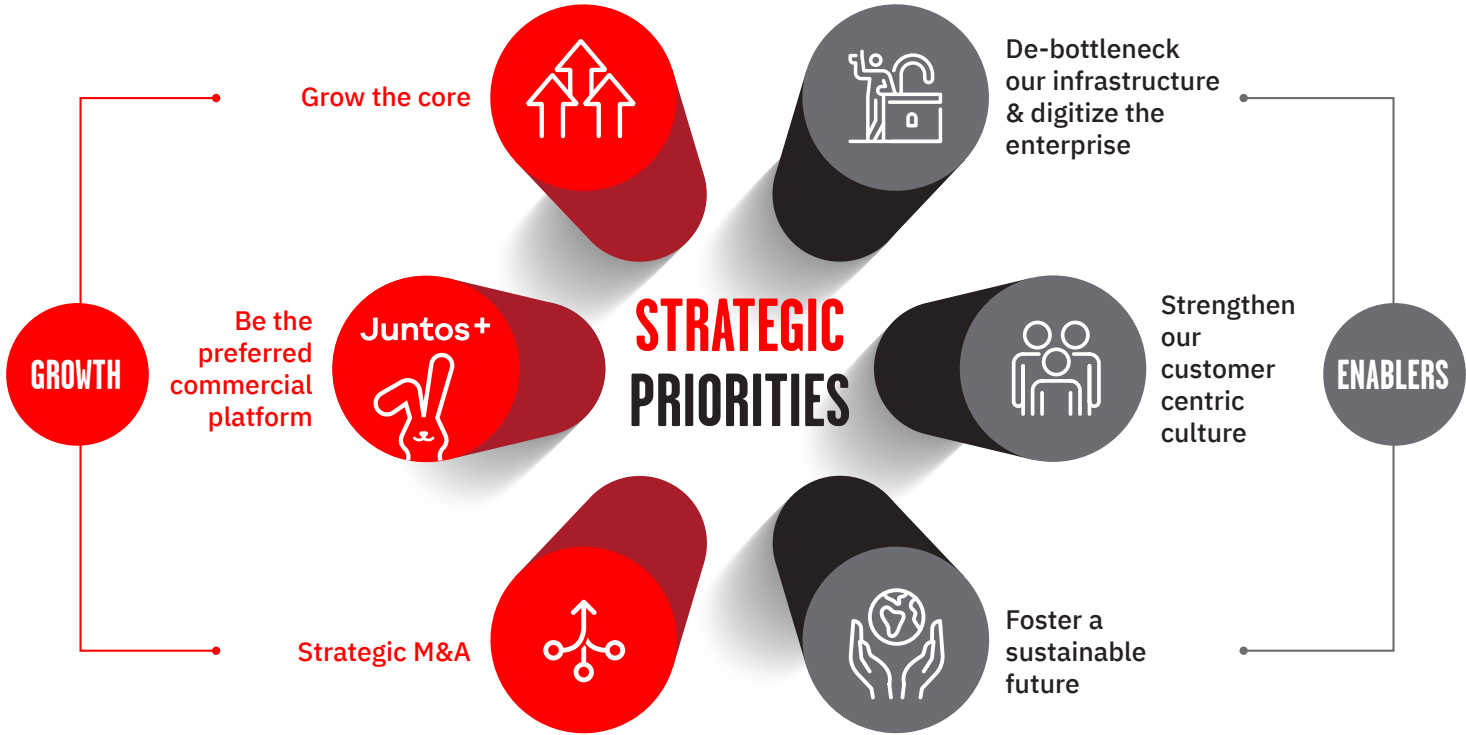 Grow the core
De-bottleneck
our infrastructure
& digitize the
enterprise
GROWTH
Be the
preferred
commercial
platform
Juntos+
STRATEGIC
PRIORITIES
Strengthen
our
customer
centric
culture
ENABLERS
Strategic M&A
Foster a
sustainable
future